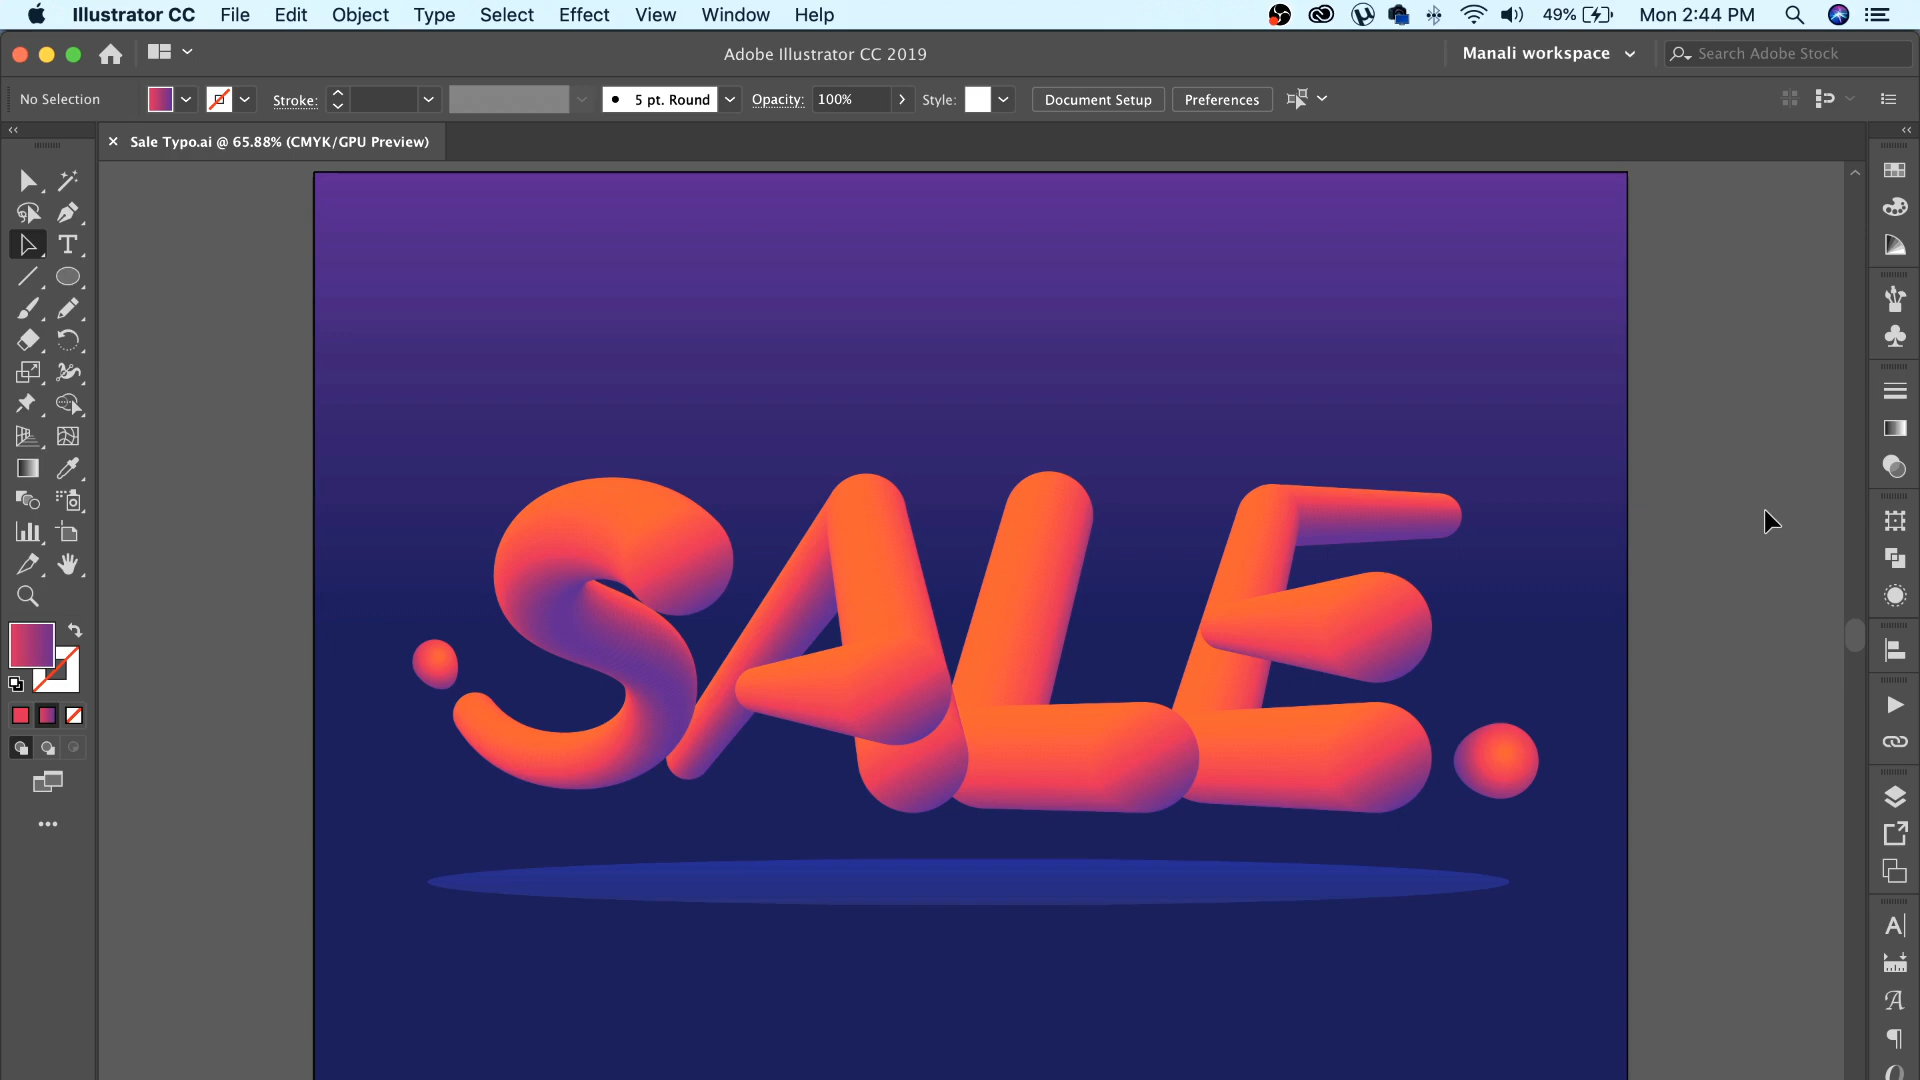 Illustrator CC File Edit Object Type Select Effect View Window Help 49% Mon 2:44 PM
Adobe Illustrator CC 2019 Manali workspace Search Adobe Stock
No Selection Stroke: 5 pt. Round Opacity: 100% Style: Document Setup Preferences
× Sale Typo.ai @ 65.88% (CMYK/GPU Preview)
SALE